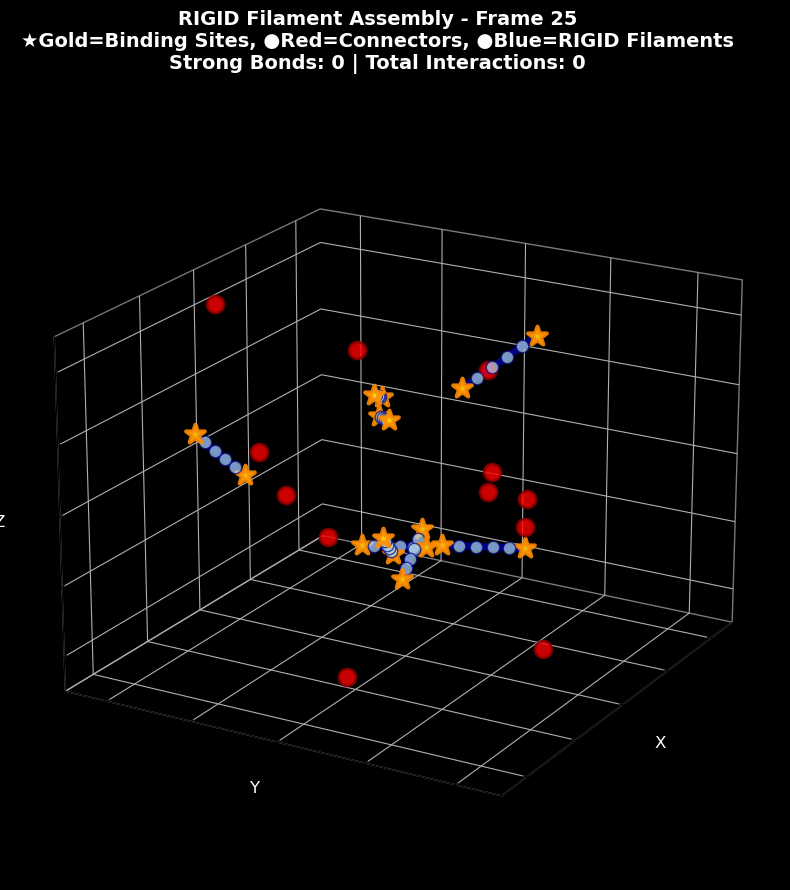 RIGID Filament Assembly - Frame 25
★Gold=Binding Sites, ●Red=Connectors, ●Blue=RIGID Filaments
Strong Bonds: 0 | Total Interactions: 0
Z
X
Y